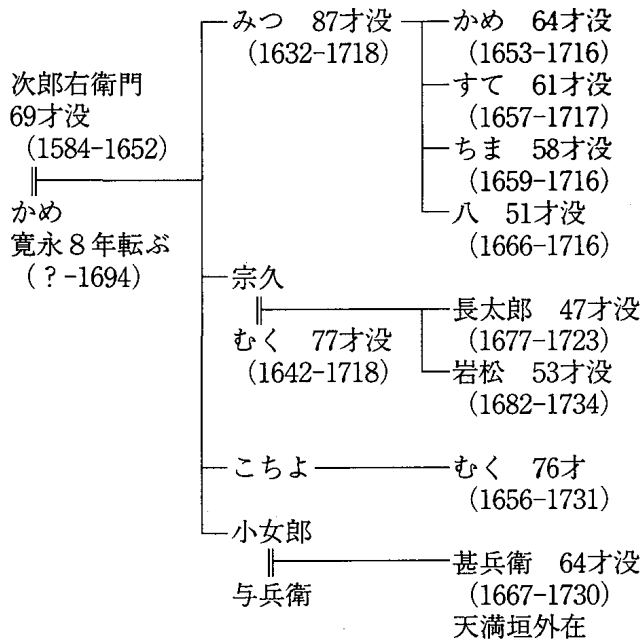 次郎右衛門
69才没
(1584-1652)
かめ
寛永8年転ぶ
(？-1694)
みつ 87才没
(1632-1718)
かめ 64才没
(1653-1716)
すて 61才没
(1657-1717)
ちま 58才没
(1659-1716)
八 51才没
(1666-1716)
宗久
むく 77才没
(1642-1718)
長太郎 47才没
(1677-1723)
岩松 53才没
(1682-1734)
こちよ
むく 76才
(1656-1731)
小女郎
与兵衛
甚兵衛 64才没
(1667-1730)
天満垣外在